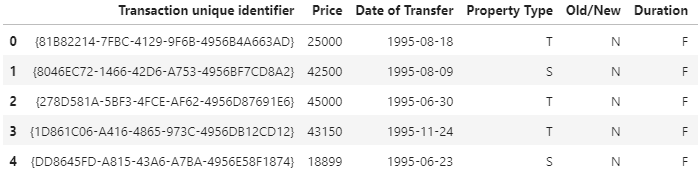 Transaction unique identifier Price Date of Transfer Property Type Old/New Duration
0 {81B82214-7FBC-4129-9F6B-4956B4A663AD} 25000 1995-08-18 T N F
1 {8046EC72-1466-42D6-A753-4956BF7CD8A2} 42500 1995-08-09 S N F
2 {278D581A-5BF3-4FCE-AF62-4956D87691E6} 45000 1995-06-30 T N F
3 {1D861C06-A416-4865-973C-4956DB12CD12} 43150 1995-11-24 T N F
4 {DD8645FD-A815-43A6-A7BA-4956E58F1874} 18899 1995-06-23 S N F